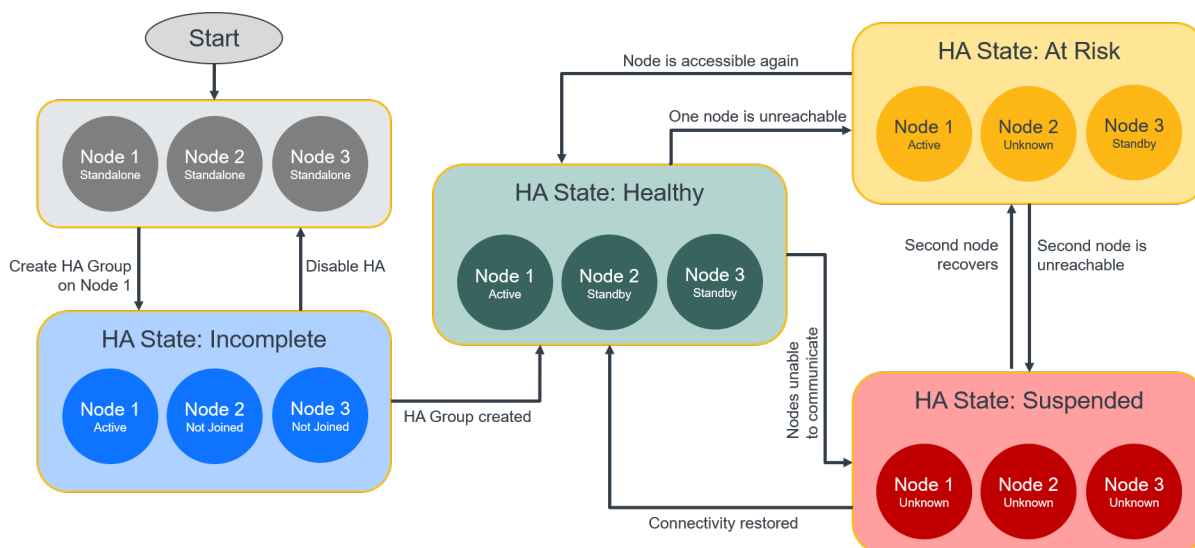 Start
Node 1
Standalone
Node 2
Standalone
Node 3
Standalone
Create HA Group
on Node 1
Disable HA
HA State: Incomplete
Node 1
Active
Node 2
Not Joined
Node 3
Not Joined
HA Group created
HA State: Healthy
Node 1
Active
Node 2
Standby
Node 3
Standby
Node is accessible again
One node is unreachable
HA State: At Risk
Node 1
Active
Node 2
Unknown
Node 3
Standby
Second node
recovers
Second node is
unreachable
Nodes unable
to communicate
Connectivity restored
HA State: Suspended
Node 1
Unknown
Node 2
Unknown
Node 3
Unknown